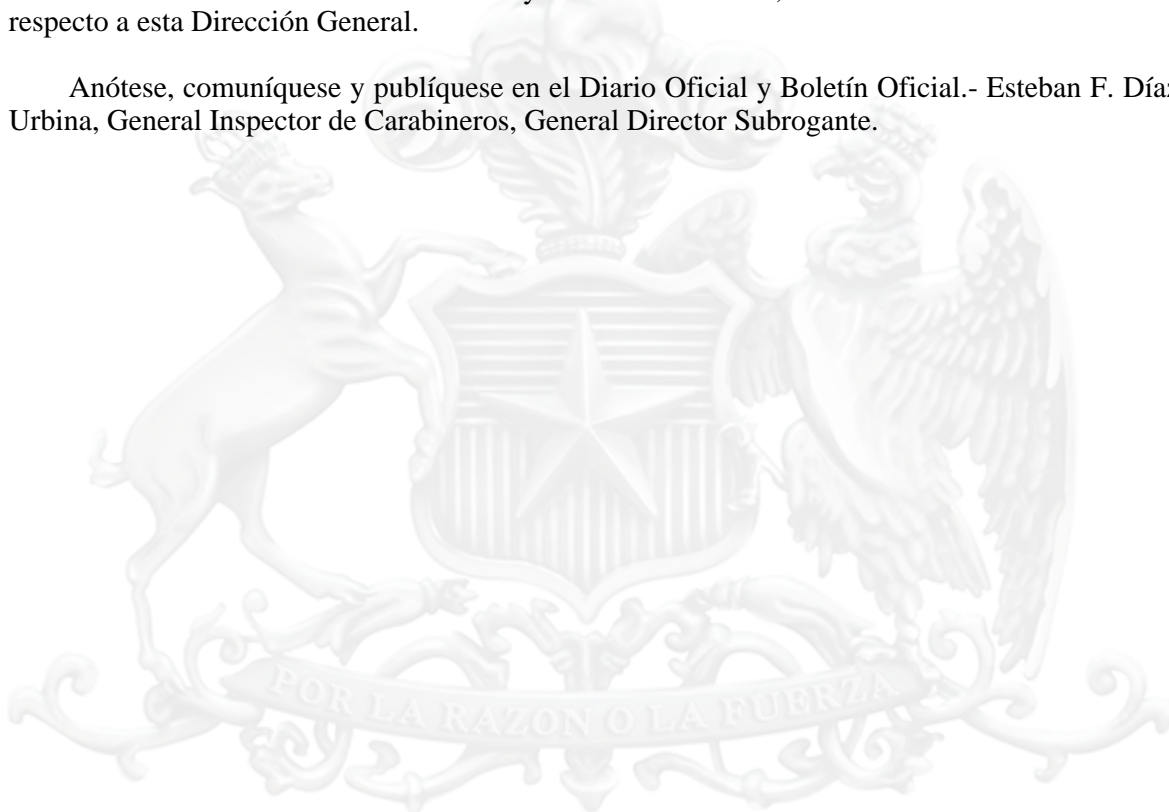 respecto a esta Dirección General.
Anótese, comuníquese y publíquese en el Diario Oficial y Boletín Oficial.- Esteban F. Díaz
Urbina, General Inspector de Carabineros, General Director Subrogante.
POR LA RAZON O LA FUERZA